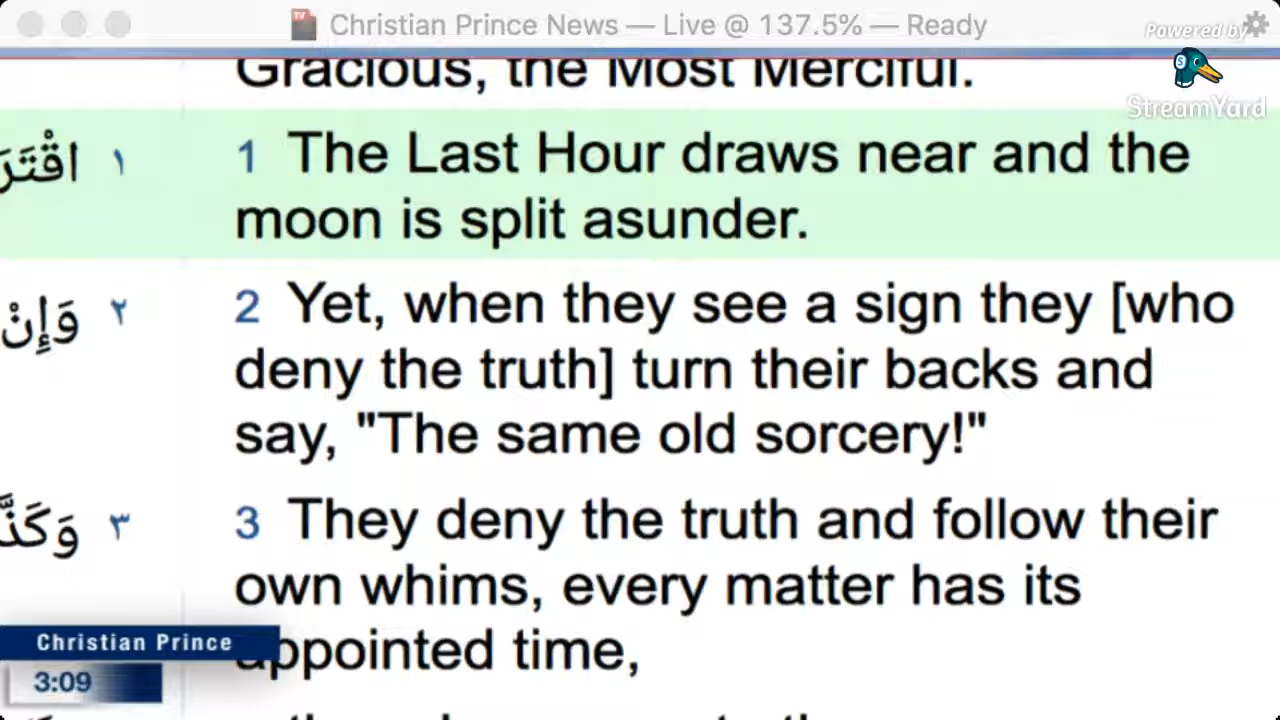 Christian Prince News — Live @ 137.5% — Ready
Powered by
StreamYard
Gracious, the Most Merciful.
١ اقْتَرَ
1 The Last Hour draws near and the
moon is split asunder.
٢ وَإِنْ
2 Yet, when they see a sign they [who
deny the truth] turn their backs and
say, "The same old sorcery!"
٣ وَكَذَّ
3 They deny the truth and follow their
own whims, every matter has its
appointed time,
Christian Prince
3:09